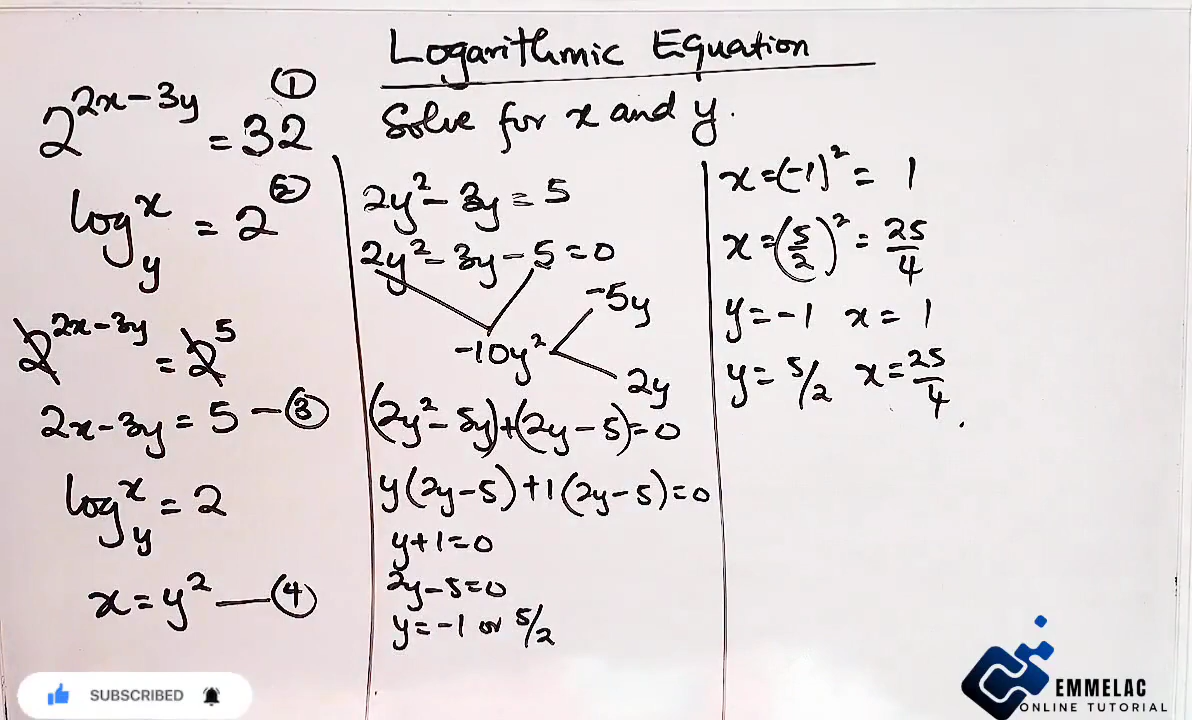 Logarithmic Equation
Solve for x and y.
2^{2x-3y} = 32 ①
log_y^x = 2 ②
2^{2x-3y} = 2^5
2x-3y = 5 — ③
log_y^x = 2
x = y^2 — ④
2y^2 - 3y = 5
2y^2 - 3y - 5 = 0
-5y
-10y^2
2y
(2y^2 - 5y) + (2y - 5) = 0
y(2y-5) + 1(2y-5) = 0
y+1=0
2y-5=0
y = -1 or 5/2
x = (-1)^2 = 1
x = (5/2)^2 = 25/4
y = -1 x = 1
y = 5/2 x = 25/4.
SUBSCRIBED
EMMELAC
ONLINE TUTORIAL